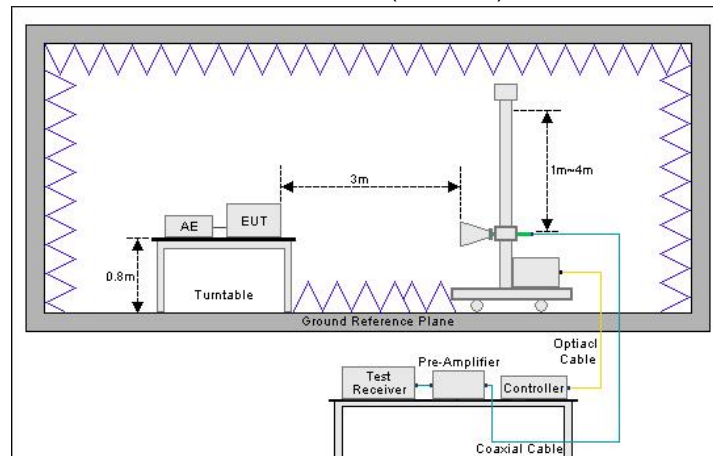 3m
1m~4m
AE
EUT
0.8m
Turntable
Ground Reference Plane
Optiacl
Cable
Pre-Amplifier
Test
Receiver
Controller
Coaxial Cable